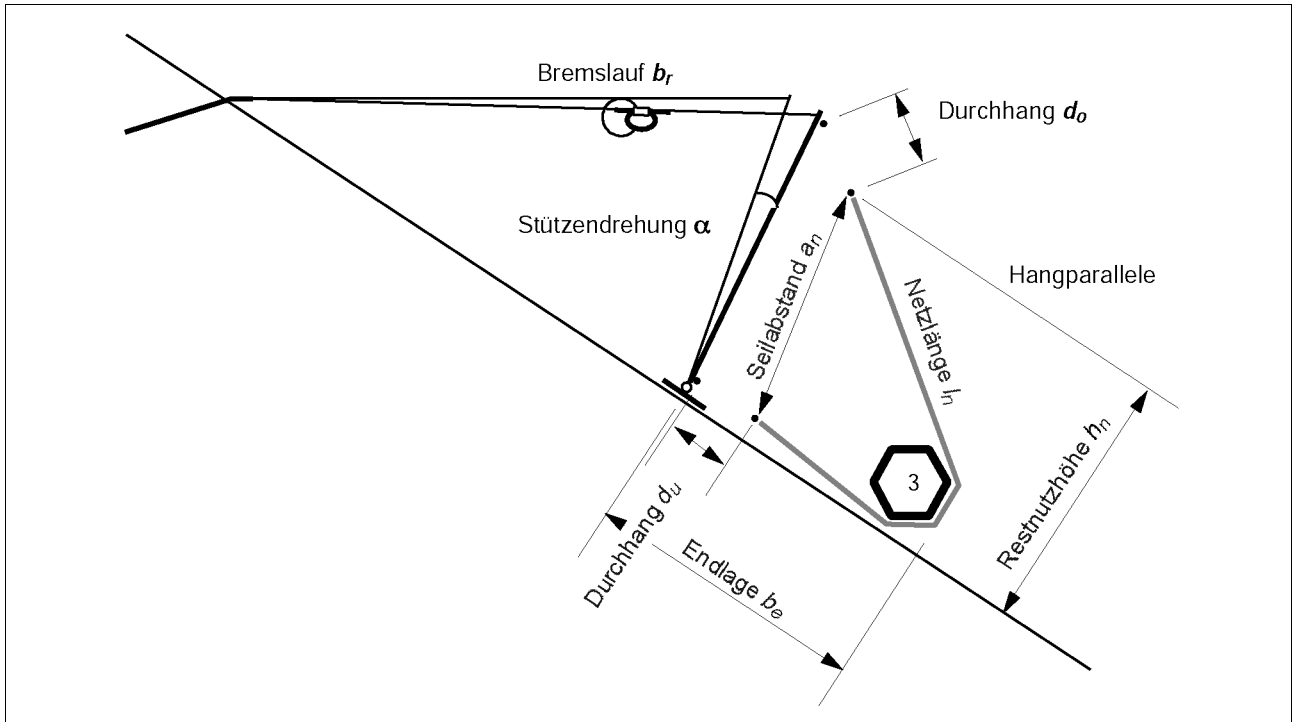 Bremslauf br
Durchhang do
Stützendrehung α
Seilabstand an
Netzlänge ln
Hangparallele
3
Restnutzhöhe hn
Durchhang du
Endlage be